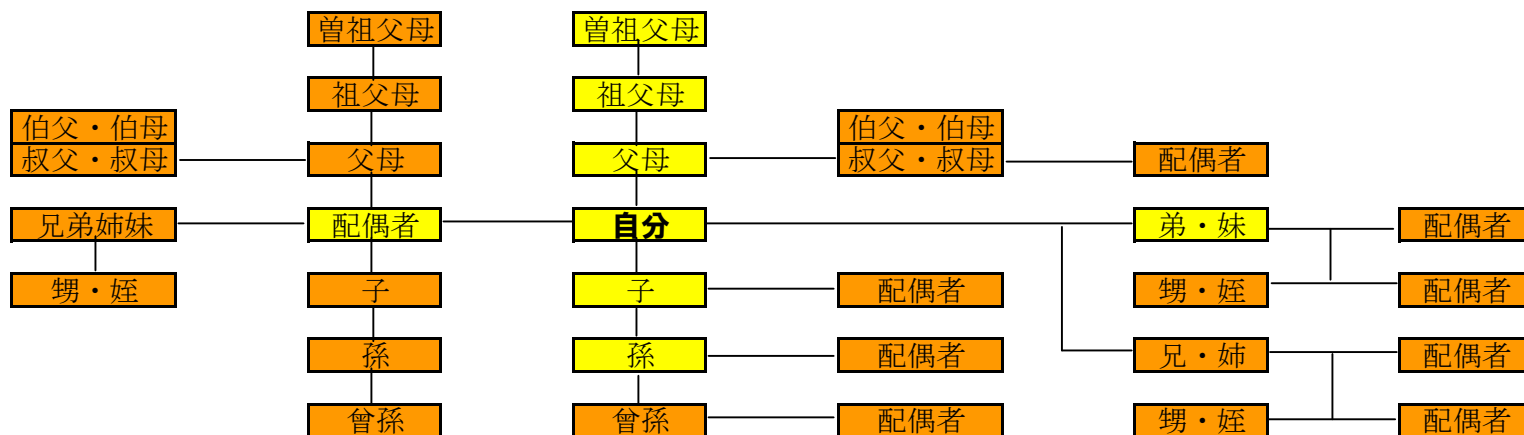 曽祖父母 曽祖父母
祖父母 祖父母
伯父・伯母 伯父・伯母
叔父・叔母 父母 父母 叔父・叔母 配偶者
兄弟姉妹 配偶者 自分 弟・妹 配偶者
甥・姪 子 子 配偶者 甥・姪 配偶者
孫 孫 配偶者 兄・姉 配偶者
曾孫 曾孫 配偶者 甥・姪 配偶者